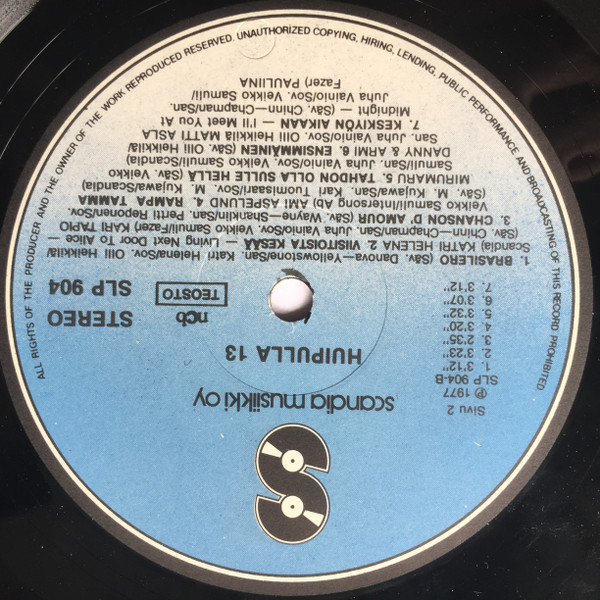 scandia musiikki oy
Sivu 2
℗ 1977
SLP 904-B
1. 3'12"
2. 3'23"
3. 2'35"
4. 3'20"
5. 3'32"
6. 3'07"
7. 3'12"
HUIPULLA 13
STEREO
SLP 904
ncb
TEOSTO
1. BRASILERO (Säv. Danova—Yellowstone/San. Katri Helena/Sov. Olli Heikkilä/
Scandia) KATRI HELENA 2. VIISITOISTA KESÄÄ — Living Next Door To Alice —
(Säv. Chinn—Chapman/San. Juha Vainio/Sov. Veikko Samuli/Fazer) KARI TAPIO
3. CHANSON D' AMOUR (Säv. Wayne—Shanklin/San. Pertti Reponen/Sov.
Veikko Samuli/Intersong Ab) AMI ASPELUND 4. RAMPA TAMMA
(Säv. M. Kujawa/San. Kari Tuomisaari/Sov. M. Kujawa/Scandia)
MIRUMARU 5. TAHDON OLLA SULLE HELLÄ (Säv. Veikko
Samuli/San. Juha Vainio/Sov. Veikko Samuli/Scandia)
DANNY & ARMI 6. ENSIMMÄINEN (Säv. Olli Heikkilä/
San. Juha Vainio/Sov. Olli Heikkilä MATTI ASLA
7. KESKIYÖN AIKAAN — I'll Meet You At
Midnight — (Säv. Chinn—Chapman/San.
Juha Vainio/Sov. Veikko Samuli/
Fazer) PAULIINA
ALL RIGHTS OF THE PRODUCER AND THE OWNER OF THE WORK REPRODUCED RESERVED. UNAUTHORIZED COPYING, HIRING, LENDING, PUBLIC PERFORMANCE AND BROADCASTING OF THIS RECORD PROHIBITED